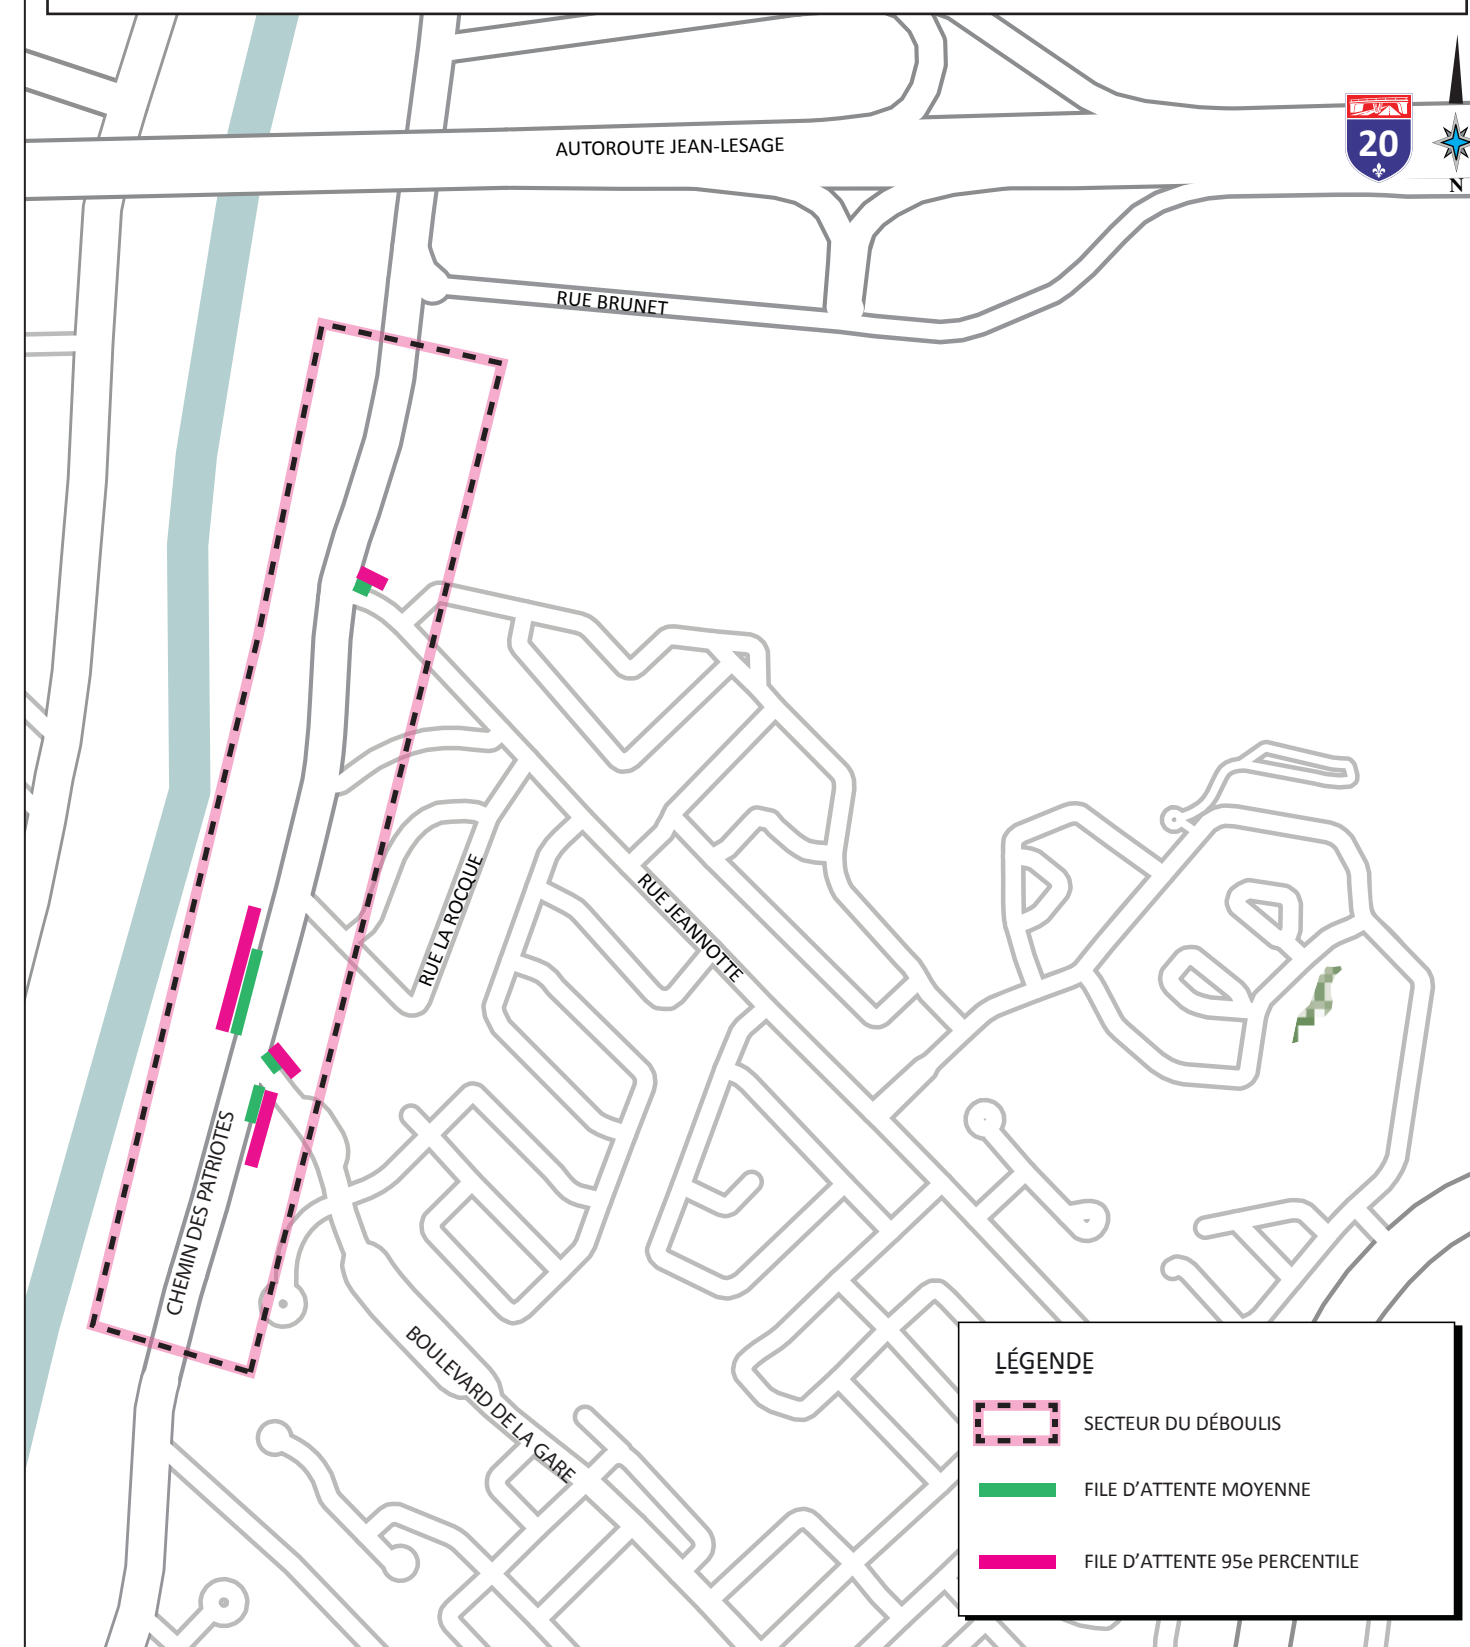 AUTOROUTE JEAN-LESAGE
20
N
RUE BRUNET
RUE LA ROCQUE
RUE JEANNOTTE
CHEMIN DES PATRIOTES
BOULEVARD DE LA GARE
LÉGENDE
SECTEUR DU DÉBOULIS
FILE D'ATTENTE MOYENNE
FILE D'ATTENTE 95e PERCENTILE